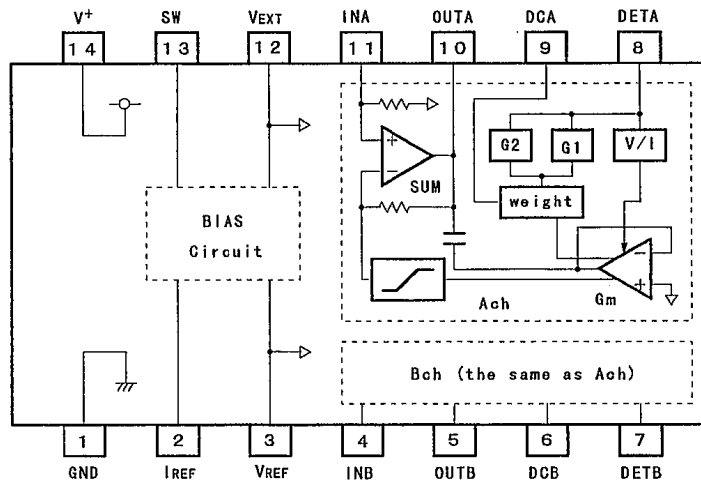 V+ SW VEXT INA OUTA DCA DETA
14 13 12 11 10 9 8
G2 G1 V/I
SUM
weight
BIAS
Circuit
Ach Gm
Bch (the same as Ach)
1 2 3 4 5 6 7
GND IREF VREF INB OUTB DCB DETB